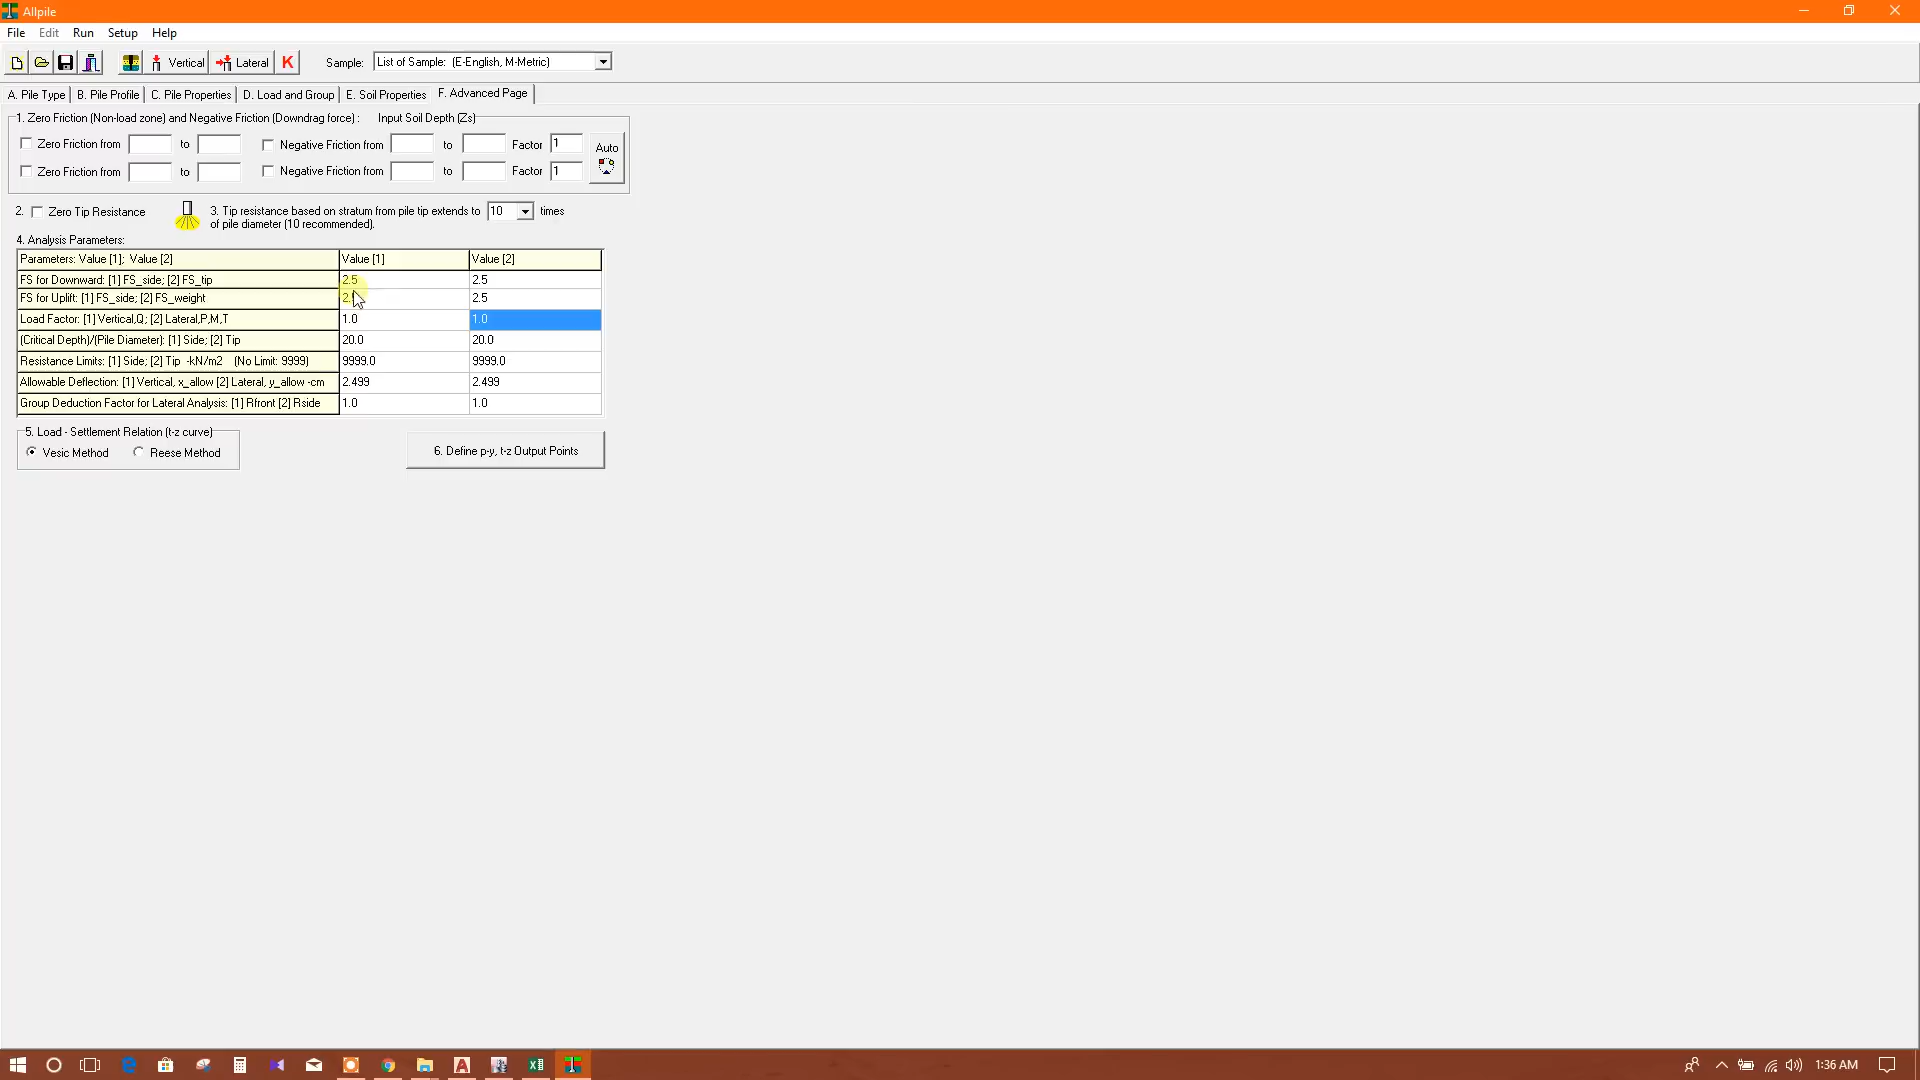 Allpile
File Edit Run Setup Help
Vertical Lateral K Sample: List of Sample: (E-English, M-Metric)
A. Pile Type B. Pile Profile C. Pile Properties D. Load and Group E. Soil Properties F. Advanced Page
1. Zero Friction (Non-load zone) and Negative Friction (Downdrag force) : Input Soil Depth (Zs)
Zero Friction from to Negative Friction from to Factor 1 Auto
Zero Friction from to Negative Friction from to Factor 1
2. Zero Tip Resistance 3. Tip resistance based on stratum from pile tip extends to 10 times
of pile diameter (10 recommended).
4. Analysis Parameters:
Parameters: Value [1]; Value [2] Value [1] Value [2]
FS for Downward: [1] FS_side; [2] FS_tip 2.5 2.5
FS for Uplift: [1] FS_side; [2] FS_weight 2.5
Load Factor: [1] Vertical,Q; [2] Lateral,P,M,T 1.0 1.0
(Critical Depth)/(Pile Diameter): [1] Side; [2] Tip 20.0 20.0
Resistance Limits: [1] Side; [2] Tip -kN/m2 (No Limit: 9999) 9999.0 9999.0
Allowable Deflection: [1] Vertical, x_allow [2] Lateral, y_allow -cm 2.499 2.499
Group Deduction Factor for Lateral Analysis: [1] Rfront [2] Rside 1.0 1.0
5. Load - Settlement Relation (t-z curve)
Vesic Method Reese Method 6. Define p-y, t-z Output Points
1:36 AM